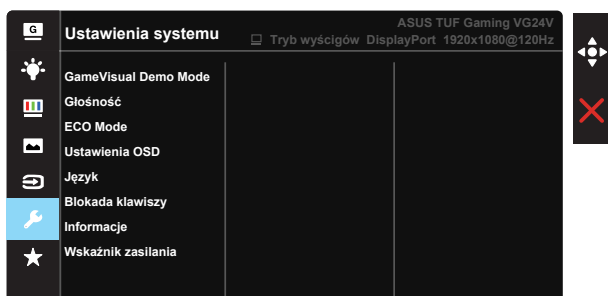 G
Ustawienia systemu
ASUS TUF Gaming VG24V
Tryb wyścigów DisplayPort 1920x1080@120Hz
GameVisual Demo Mode
Głośność
ECO Mode
Ustawienia OSD
Język
Blokada klawiszy
Informacje
Wskaźnik zasilania